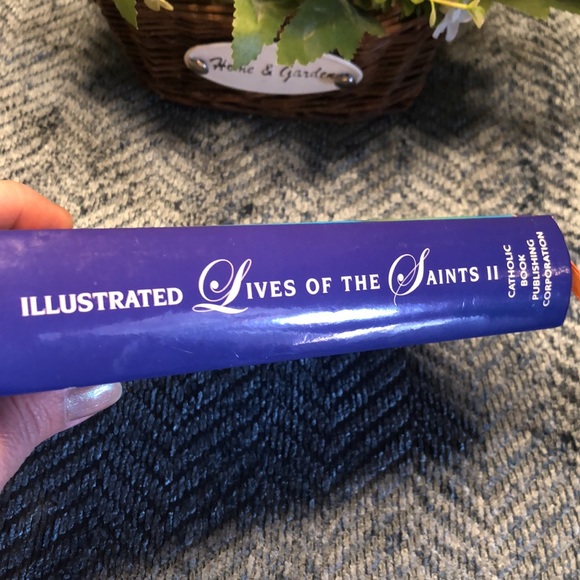 Home & Garden
ILLUSTRATED LIVES OF THE SAINTS II
CATHOLIC
BOOK
PUBLISHING
CORPORATION